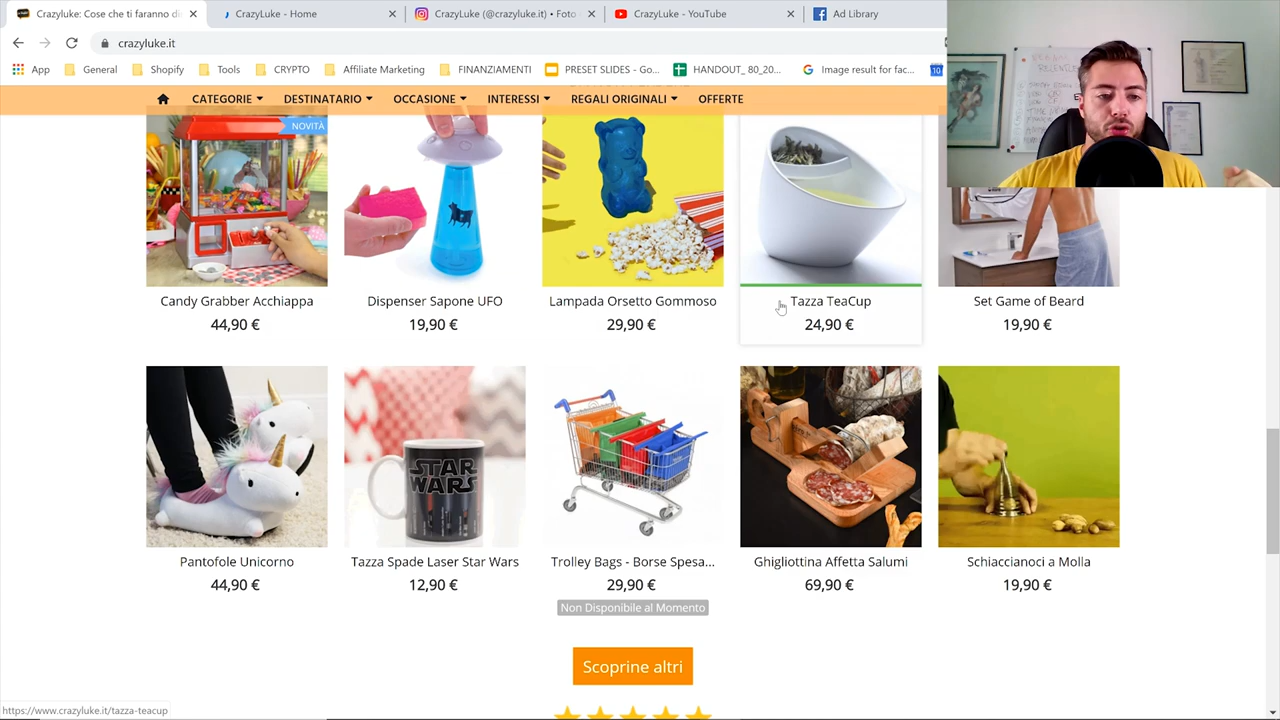 Crazyluke: Cose che ti faranno di
CrazyLuke - Home
CrazyLuke (@crazyluke.it) • Foto
CrazyLuke - YouTube
Ad Library
crazyluke.it
App
General
Shopify
Tools
Affiliate Marketing
FINANZIAMENTI
PRESET SLIDES - Go...
HANDOUT_ 80_20...
Image result for fac...
CATEGORIE
DESTINATARIO
OCCASIONE
INTERESSI
REGALI ORIGINALI
OFFERTE
NOVITÀ
Candy Grabber Acchiappa
Dispenser Sapone UFO
Lampada Orsetto Gommoso
Tazza TeaCup
Set Game of Beard
44,90 €
19,90 €
29,90 €
24,90 €
19,90 €
STAR
WARS
Pantofole Unicorno
Tazza Spade Laser Star Wars
Trolley Bags - Borse Spesa...
Ghigliottina Affetta Salumi
Schiaccianoci a Molla
44,90 €
12,90 €
29,90 €
69,90 €
19,90 €
Non Disponibile al Momento
Scoprine altri
https://www.crazyluke.it/tazza-teacup